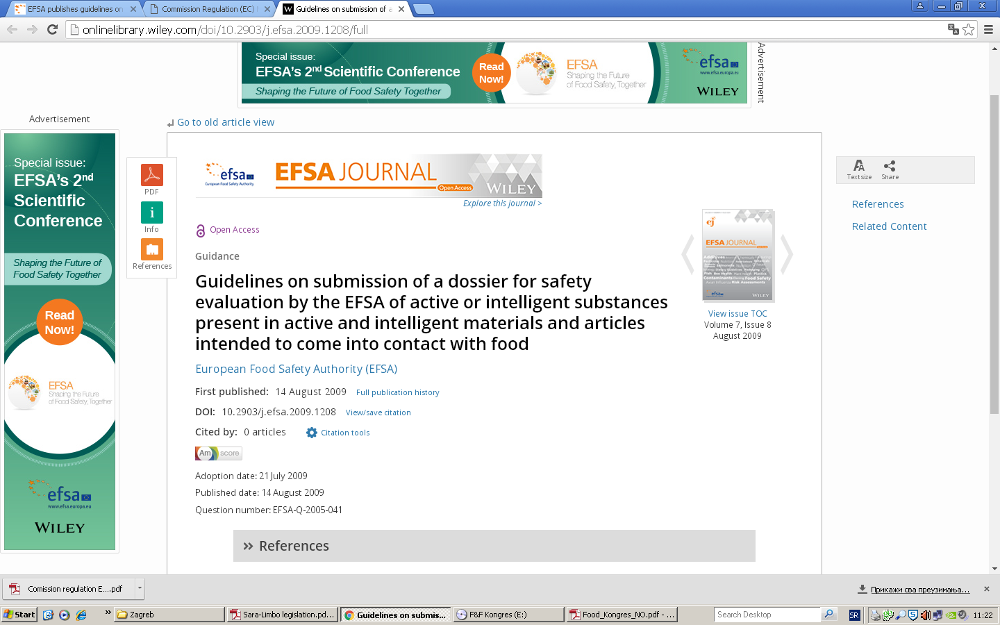 EFSA publishes guidelines on
Commission Regulation (EC)
Guidelines on submission of a
onlinelibrary.wiley.com/doi/10.2903/j.efsa.2009.1208/full
Special issue:
EFSA's 2nd Scientific Conference
Shaping the Future of Food Safety Together
Read
Now!
EFSA
Shaping the Future
of Food Safety, Together
efsa
www.efsa.europa.eu
WILEY
Advertisement
Advertisement
Go to old article view
Special issue:
EFSA's 2nd
Scientific
Conference
Shaping the Future of
Food Safety Together
Read
Now!
EFSA
Shaping the Future
of Food Safety, Together
efsa
www.efsa.europa.eu
WILEY
PDF
Info
References
efsa
European Food Safety Authority
EFSA JOURNAL
Open Access
WILEY
Explore this journal >
Open Access
Guidance
Guidelines on submission of a dossier for safety
evaluation by the EFSA of active or intelligent substances
present in active and intelligent materials and articles
intended to come into contact with food
European Food Safety Authority (EFSA)
First published: 14 August 2009 Full publication history
DOI: 10.2903/j.efsa.2009.1208 View/save citation
Cited by: 0 articles Citation tools
Am score
Adoption date: 21 July 2009
Published date: 14 August 2009
Question number: EFSA-Q-2005-041
References
ej
EFSA JOURNAL
WILEY
View issue TOC
Volume 7, Issue 8
August 2009
Text size Share
References
Related Content
Comission regulation E....pdf
Прикажи сва преузимања...
Start
Zagreb
Sara-Limbo legislation.pd...
Guidelines on submis...
F&F Kongres (E:)
Food_Kongres_NO.pdf - ...
Search Desktop
SR
11:22